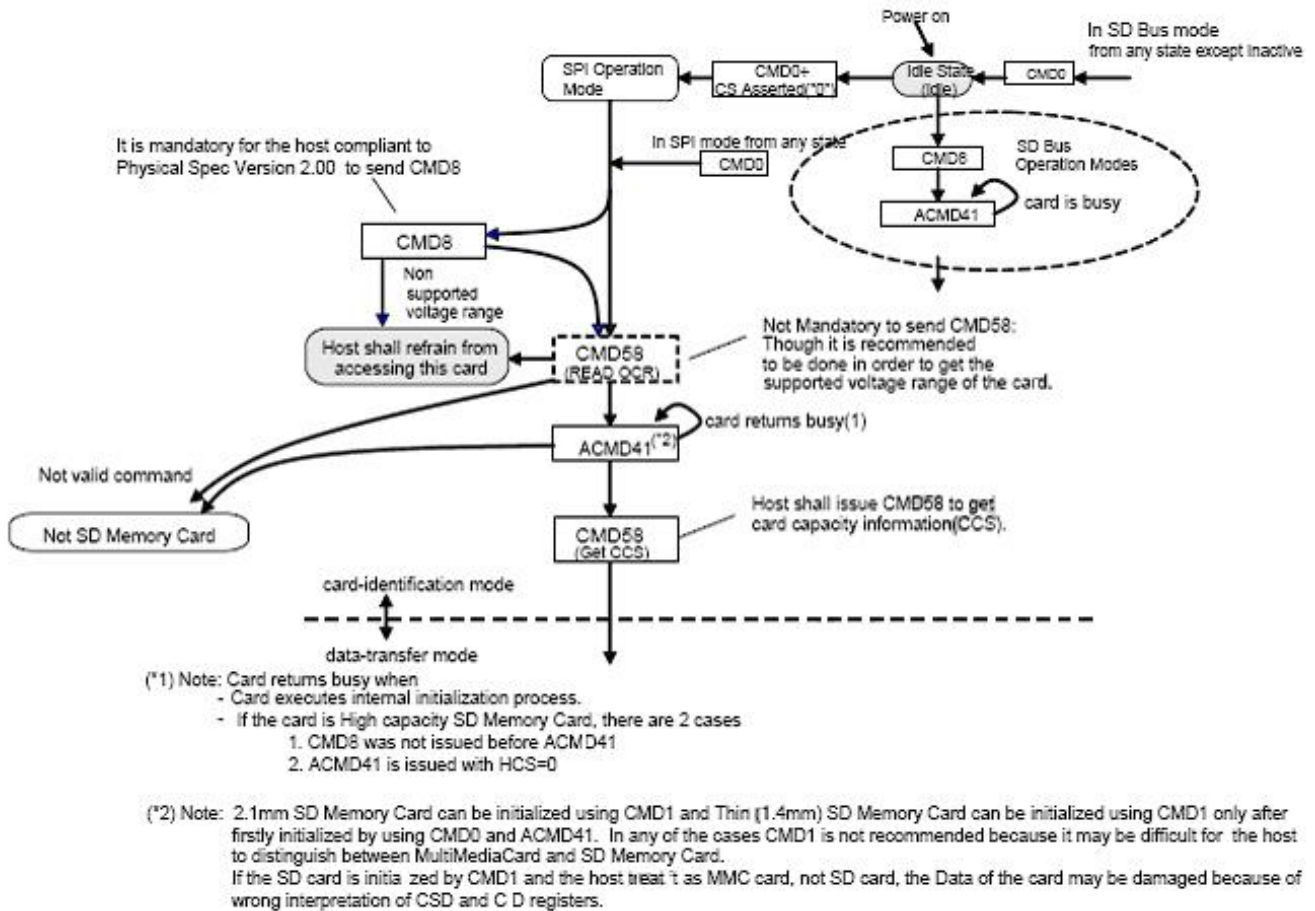 Power on
In SD Bus mode
from any state except inactive
SPI Operation
Mode
CMD0+
CS Asserted("0")
Idle State
(Idle)
CMD0
It is mandatory for the host compliant to
Physical Spec Version 2.00 to send CMD8
In SPI mode from any state
CMD0
CMD8
SD Bus
Operation Modes
ACMD41
card is busy
CMD8
Non
supported
voltage range
Host shall refrain from
accessing this card
CMD58
(READ OCR)
Not Mandatory to send CMD58:
Though it is recommended
to be done in order to get the
supported voltage range of the card.
card returns busy(1)
ACMD41(*2)
Not valid command
Not SD Memory Card
CMD58
(Get CCS)
Host shall issue CMD58 to get
card capacity information(CCS).
card-identification mode
data-transfer mode
(*1) Note: Card returns busy when
- Card executes internal initialization process.
- If the card is High capacity SD Memory Card, there are 2 cases
1. CMD8 was not issued before ACMD41
2. ACMD41 is issued with HCS=0
(*2) Note: 2.1mm SD Memory Card can be initialized using CMD1 and Thin (1.4mm) SD Memory Card can be initialized using CMD1 only after
firstly initialized by using CMD0 and ACMD41. In any of the cases CMD1 is not recommended because it may be difficult for the host
to distinguish between MultiMediaCard and SD Memory Card.
If the SD card is initia zed by CMD1 and the host treat 't as MMC card, not SD card, the Data of the card may be damaged because of
wrong interpretation of CSD and C D registers.